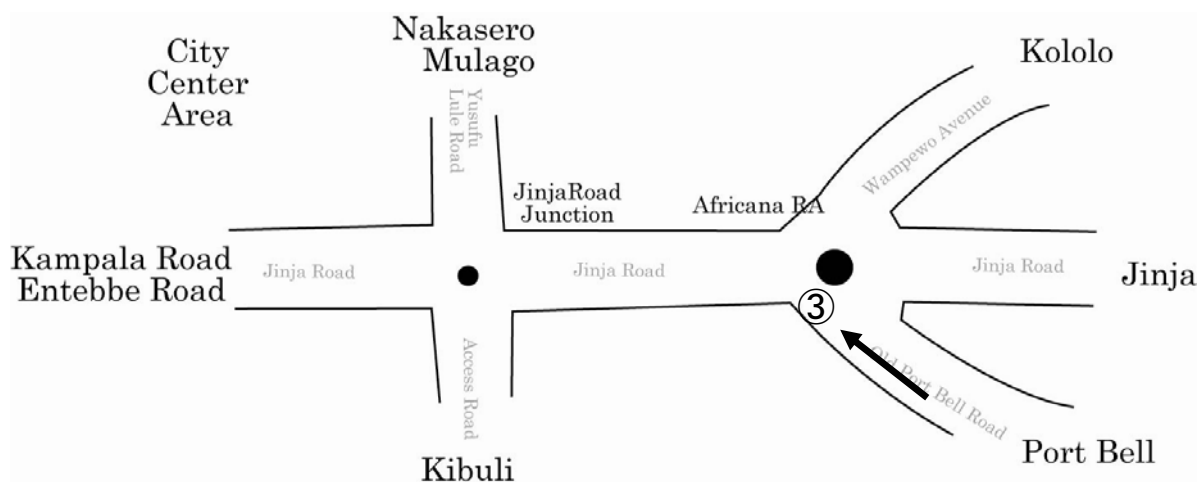 City
Center
Area
Nakasero
Mulago
Kololo
Yusufu
Lule Road
Wampewo Avenue
JinjaRoad
Junction
Africana RA
Kampala Road
Entebbe Road
Jinja Road
Jinja Road
Jinja Road
Jinja
③
Access Road
Old Port Bell Road
Kibuli
Port Bell